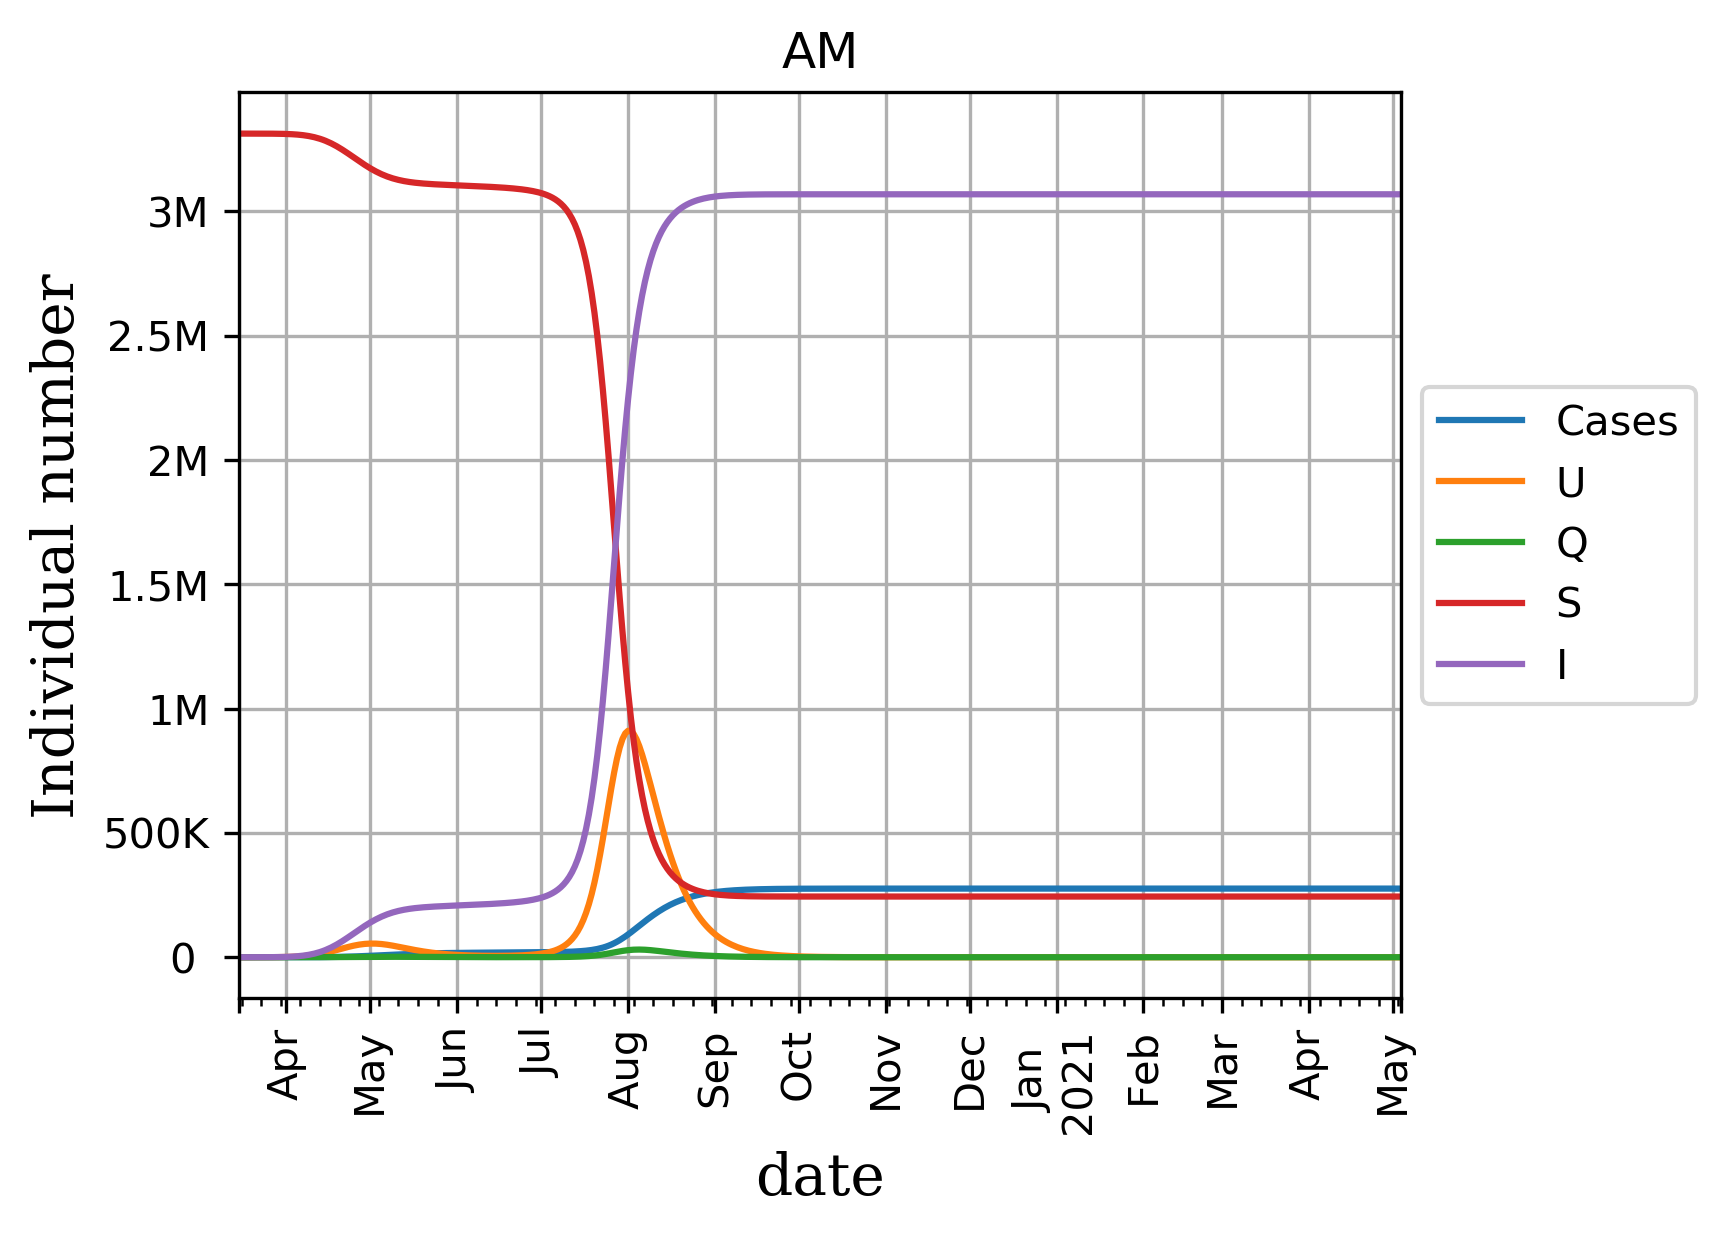 AM
Individual number
3M
2.5M
2M
1.5M
1M
500K
0
Apr
May
Jun
Jul
Aug
Sep
Oct
Nov
Dec
Jan
2021
Feb
Mar
Apr
May
date
Cases
U
Q
S
I